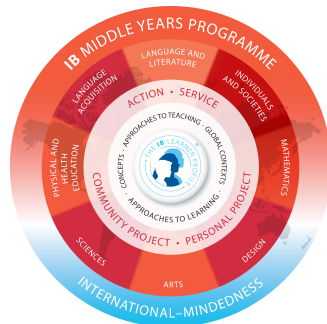 IB MIDDLE YEARS PROGRAMME
LANGUAGE AND
LITERATURE
LANGUAGE
ACQUISITION
INDIVIDUALS
AND SOCIETIES
PHYSICAL AND
HEALTH
EDUCATION
MATHEMATICS
SCIENCES
ARTS
DESIGN
ACTION • SERVICE
COMMUNITY PROJECT • PERSONAL PROJECT
APPROACHES TO TEACHING · GLOBAL CONTEXTS
CONCEPTS · APPROACHES TO LEARNING ·
THE IB LEARNER PROFILE
INTERNATIONAL–MINDEDNESS